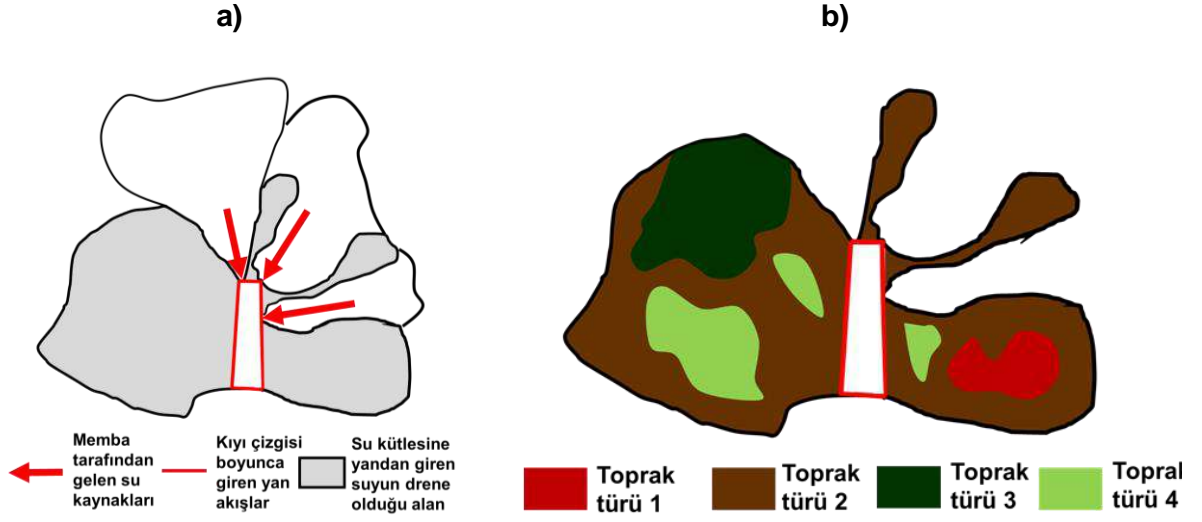 a)
b)
Memba
tarafından
gelen su
kaynakları
Kıyı çizgisi
boyunca
giren yan
akışlar
Su kütlesine
yandan giren
suyun drene
olduğu alan
Toprak
türü 1
Toprak
türü 2
Toprak
türü 3
Topral
türü 4